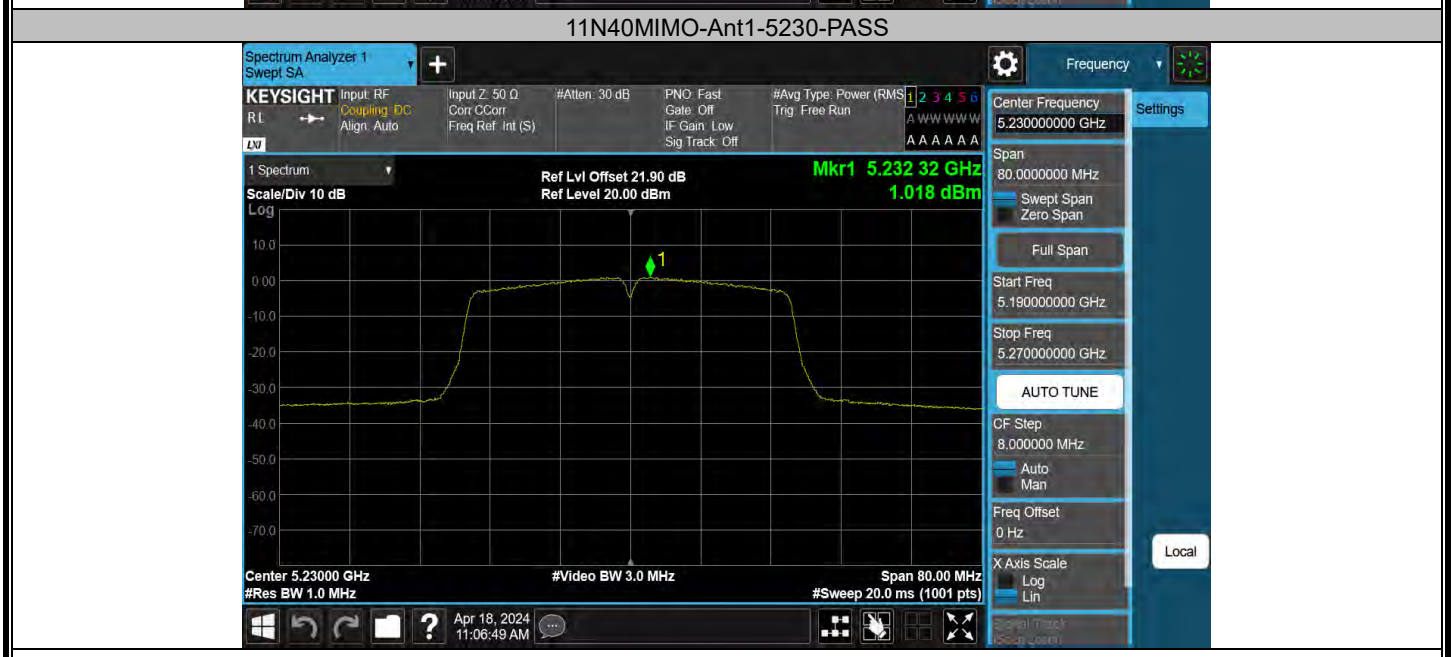 11N40MIMO-Ant1-5230-PASS
Spectrum Analyzer 1
Swept SA
+
Frequency
KEYSIGHT
RL
LXI
Input: RF
Coupling: DC
Align: Auto
Input Z: 50 Ω
Corr CCorr
Freq Ref: Int (S)
#Atten: 30 dB
PNO: Fast
Gate: Off
IF Gain: Low
Sig Track: Off
#Avg Type: Power (RMS
Trig: Free Run
1 2 3 4 5 6
A WW WW W
A A A A A A
Center Frequency
5.230000000 GHz
Settings
Span
80.0000000 MHz
Swept Span
Zero Span
Full Span
Start Freq
5.190000000 GHz
Stop Freq
5.270000000 GHz
AUTO TUNE
CF Step
8.000000 MHz
Auto
Man
Freq Offset
0 Hz
X Axis Scale
Log
Lin
Local
1 Spectrum
Scale/Div 10 dB
Log
Ref Lvl Offset 21.90 dB
Ref Level 20.00 dBm
Mkr1 5.232 32 GHz
1.018 dBm
1
10.0
0.00
-10.0
-20.0
-30.0
-40.0
-50.0
-60.0
-70.0
Center 5.23000 GHz
#Res BW 1.0 MHz
#Video BW 3.0 MHz
Span 80.00 MHz
#Sweep 20.0 ms (1001 pts)
?
Apr 18, 2024
11:06:49 AM